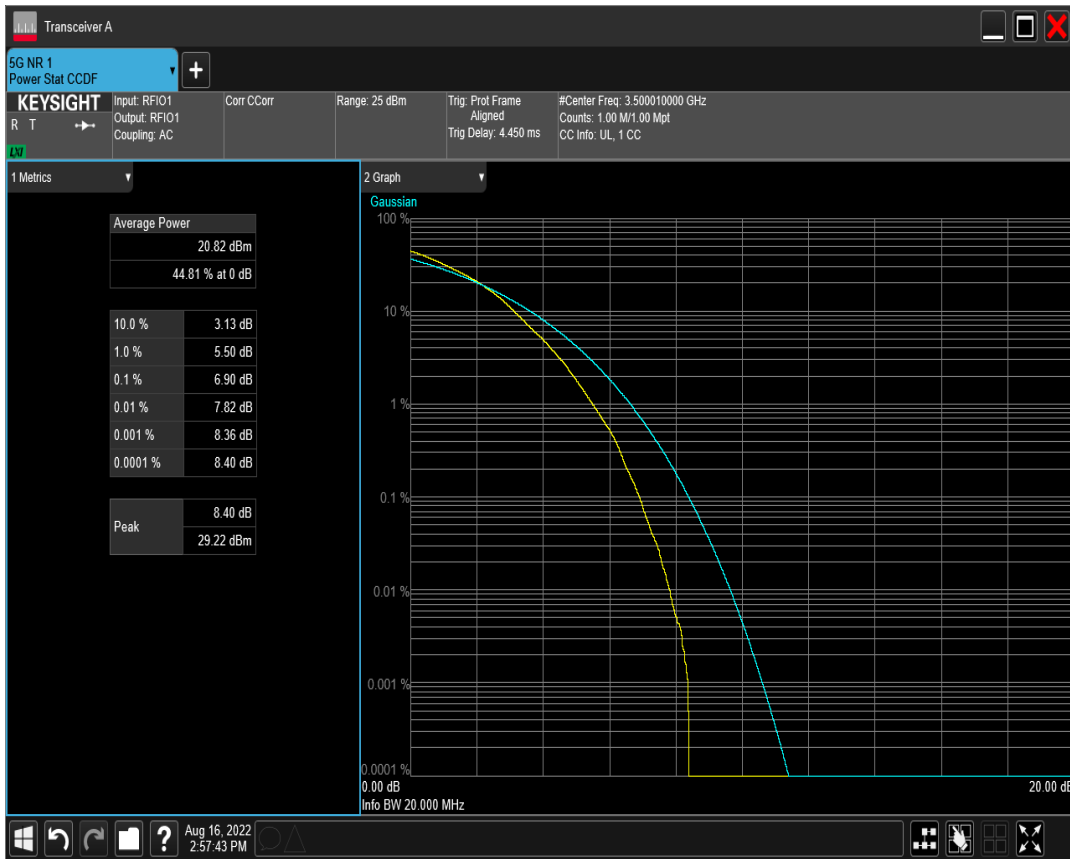 Transceiver A
5G NR 1
Power Stat CCDF
+
KEYSIGHT
R T
LXI
Input: RFIO1
Output: RFIO1
Coupling: AC
Corr CCorr
Range: 25 dBm
Trig: Prot Frame
Aligned
Trig Delay: 4.450 ms
#Center Freq: 3.500010000 GHz
Counts: 1.00 M/1.00 Mpt
CC Info: UL, 1 CC
1 Metrics
Average Power
20.82 dBm
44.81 % at 0 dB
10.0 % 3.13 dB
1.0 % 5.50 dB
0.1 % 6.90 dB
0.01 % 7.82 dB
0.001 % 8.36 dB
0.0001 % 8.40 dB
Peak
8.40 dB
29.22 dBm
2 Graph
Gaussian
100 %
10 %
1 %
0.1 %
0.01 %
0.001 %
0.0001 %
0.00 dB
20.00 dB
Info BW 20.000 MHz
?
Aug 16, 2022
2:57:43 PM